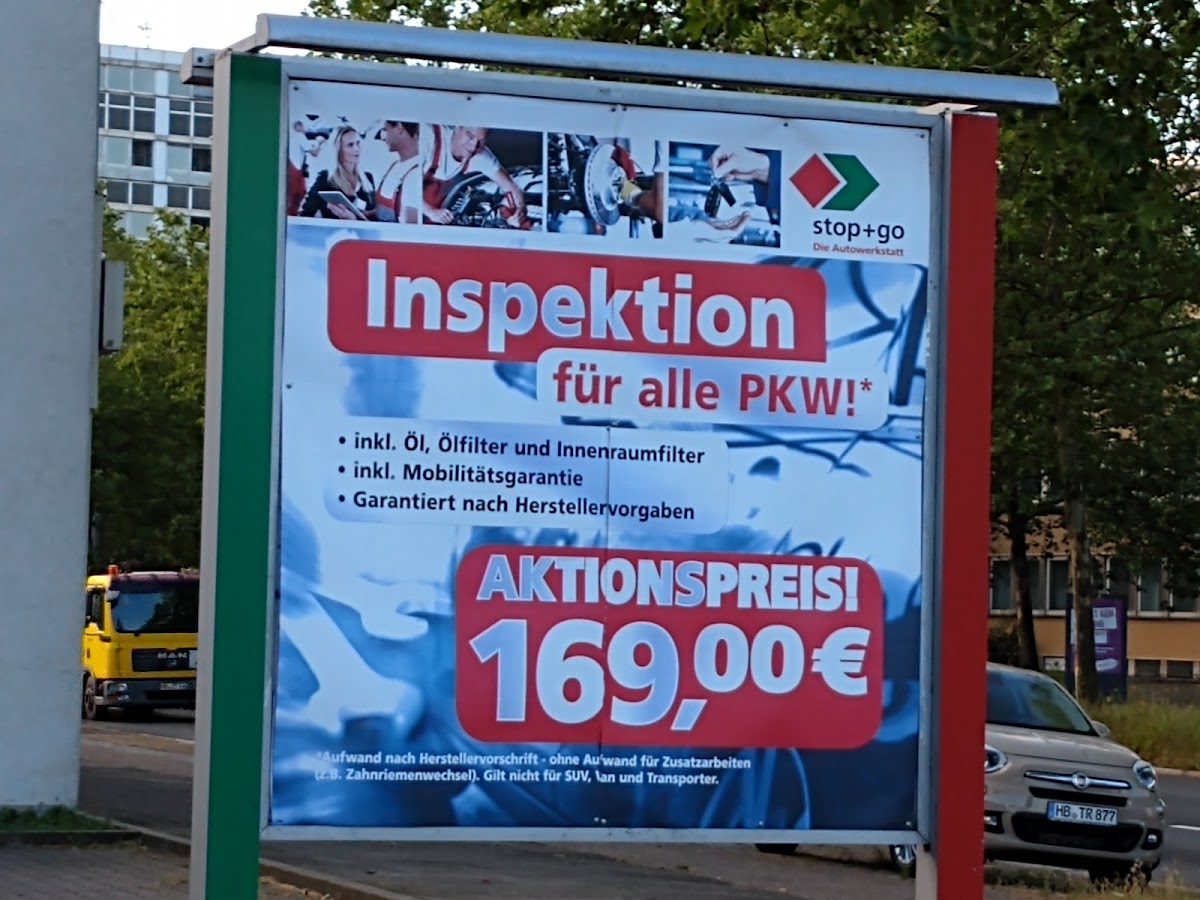 stop+go
Die Autowerkstatt
Inspektion
für alle PKW!*
• inkl. Öl, Ölfilter und Innenraumfilter
• inkl. Mobilitätsgarantie
• Garantiert nach Herstellervorgaben
AKTIONSPREIS!
169,00 €
*Aufwand nach Herstellervorschrift - ohne Aufwand für Zusatzarbeiten
(z.B. Zahnriemenwechsel). Gilt nicht für SUV, Van und Transporter.
MAN
HB TR 877